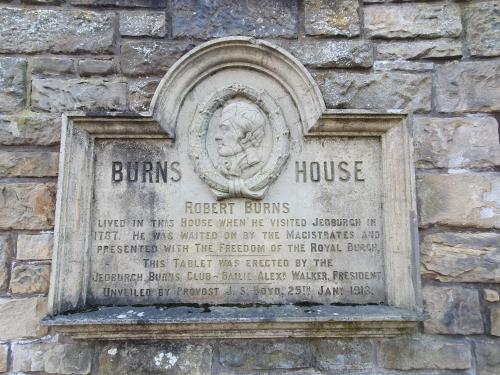 BURNS HOUSE
ROBERT BURNS
LIVED IN THIS HOUSE WHEN HE VISITED JEDBURGH IN
1787. HE WAS WAITED ON BY THE MAGISTRATES AND
PRESENTED WITH THE FREEDOM OF THE ROYAL BURGH.
THIS TABLET WAS ERECTED BY THE
JEDBURGH BURNS CLUB - BAILIE ALEXR WALKER, PRESIDENT.
UNVEILED BY PROVOST J. S. BOYD, 25TH JANY 1913.